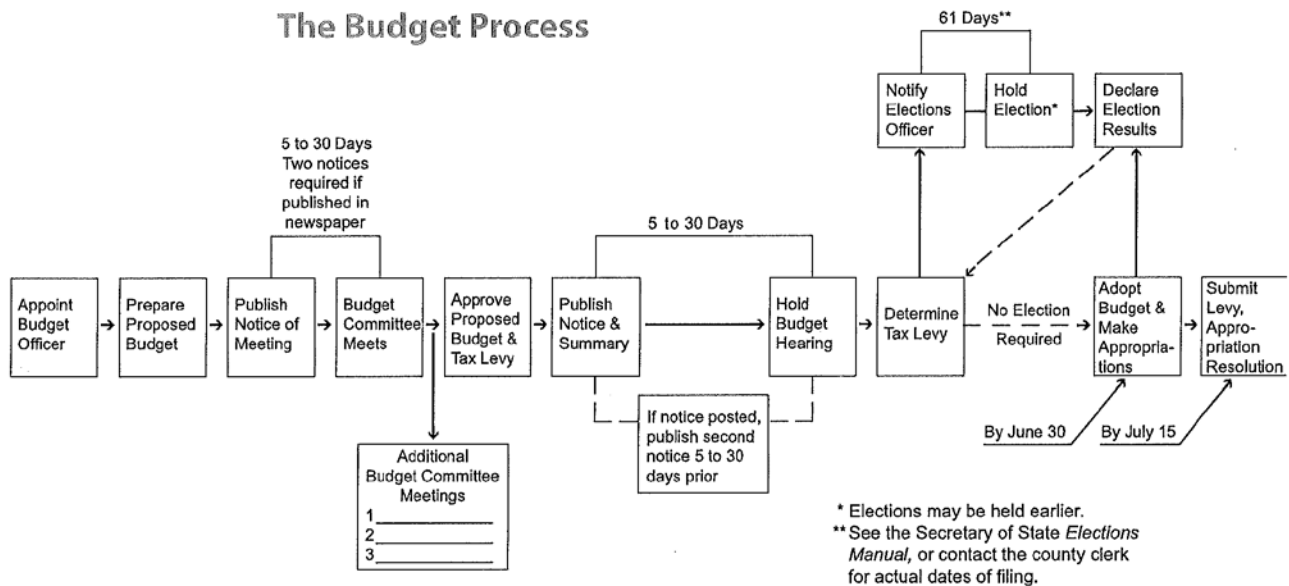 The Budget Process
61 Days**
Notify
Elections
Officer
Hold
Election*
Declare
Election
Results
5 to 30 Days
Two notices
required if
published in
newspaper
5 to 30 Days
Appoint
Budget
Officer
Prepare
Proposed
Budget
Publish
Notice of
Meeting
Budget
Committee
Meets
Approve
Proposed
Budget &
Tax Levy
Publish
Notice &
Summary
Hold
Budget
Hearing
Determine
Tax Levy
No Election
Required
Adopt
Budget &
Make
Appropria-
tions
Submit
Levy,
Appro-
priation
Resolution
By June 30
By July 15
If notice posted,
publish second
notice 5 to 30
days prior
Additional
Budget Committee
Meetings
1
2
3
* Elections may be held earlier.
** See the Secretary of State Elections
Manual, or contact the county clerk
for actual dates of filing.